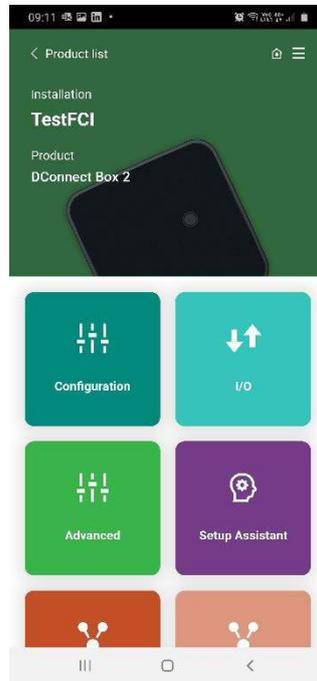 09:11
Product list
Installation
TestFCI
Product
DConnect Box 2
Configuration
I/O
Advanced
Setup Assistant